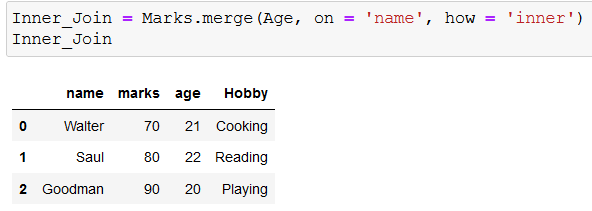 Inner_Join = Marks.merge(Age, on = 'name', how = 'inner')
Inner_Join
name marks age Hobby
0 Walter 70 21 Cooking
1 Saul 80 22 Reading
2 Goodman 90 20 Playing